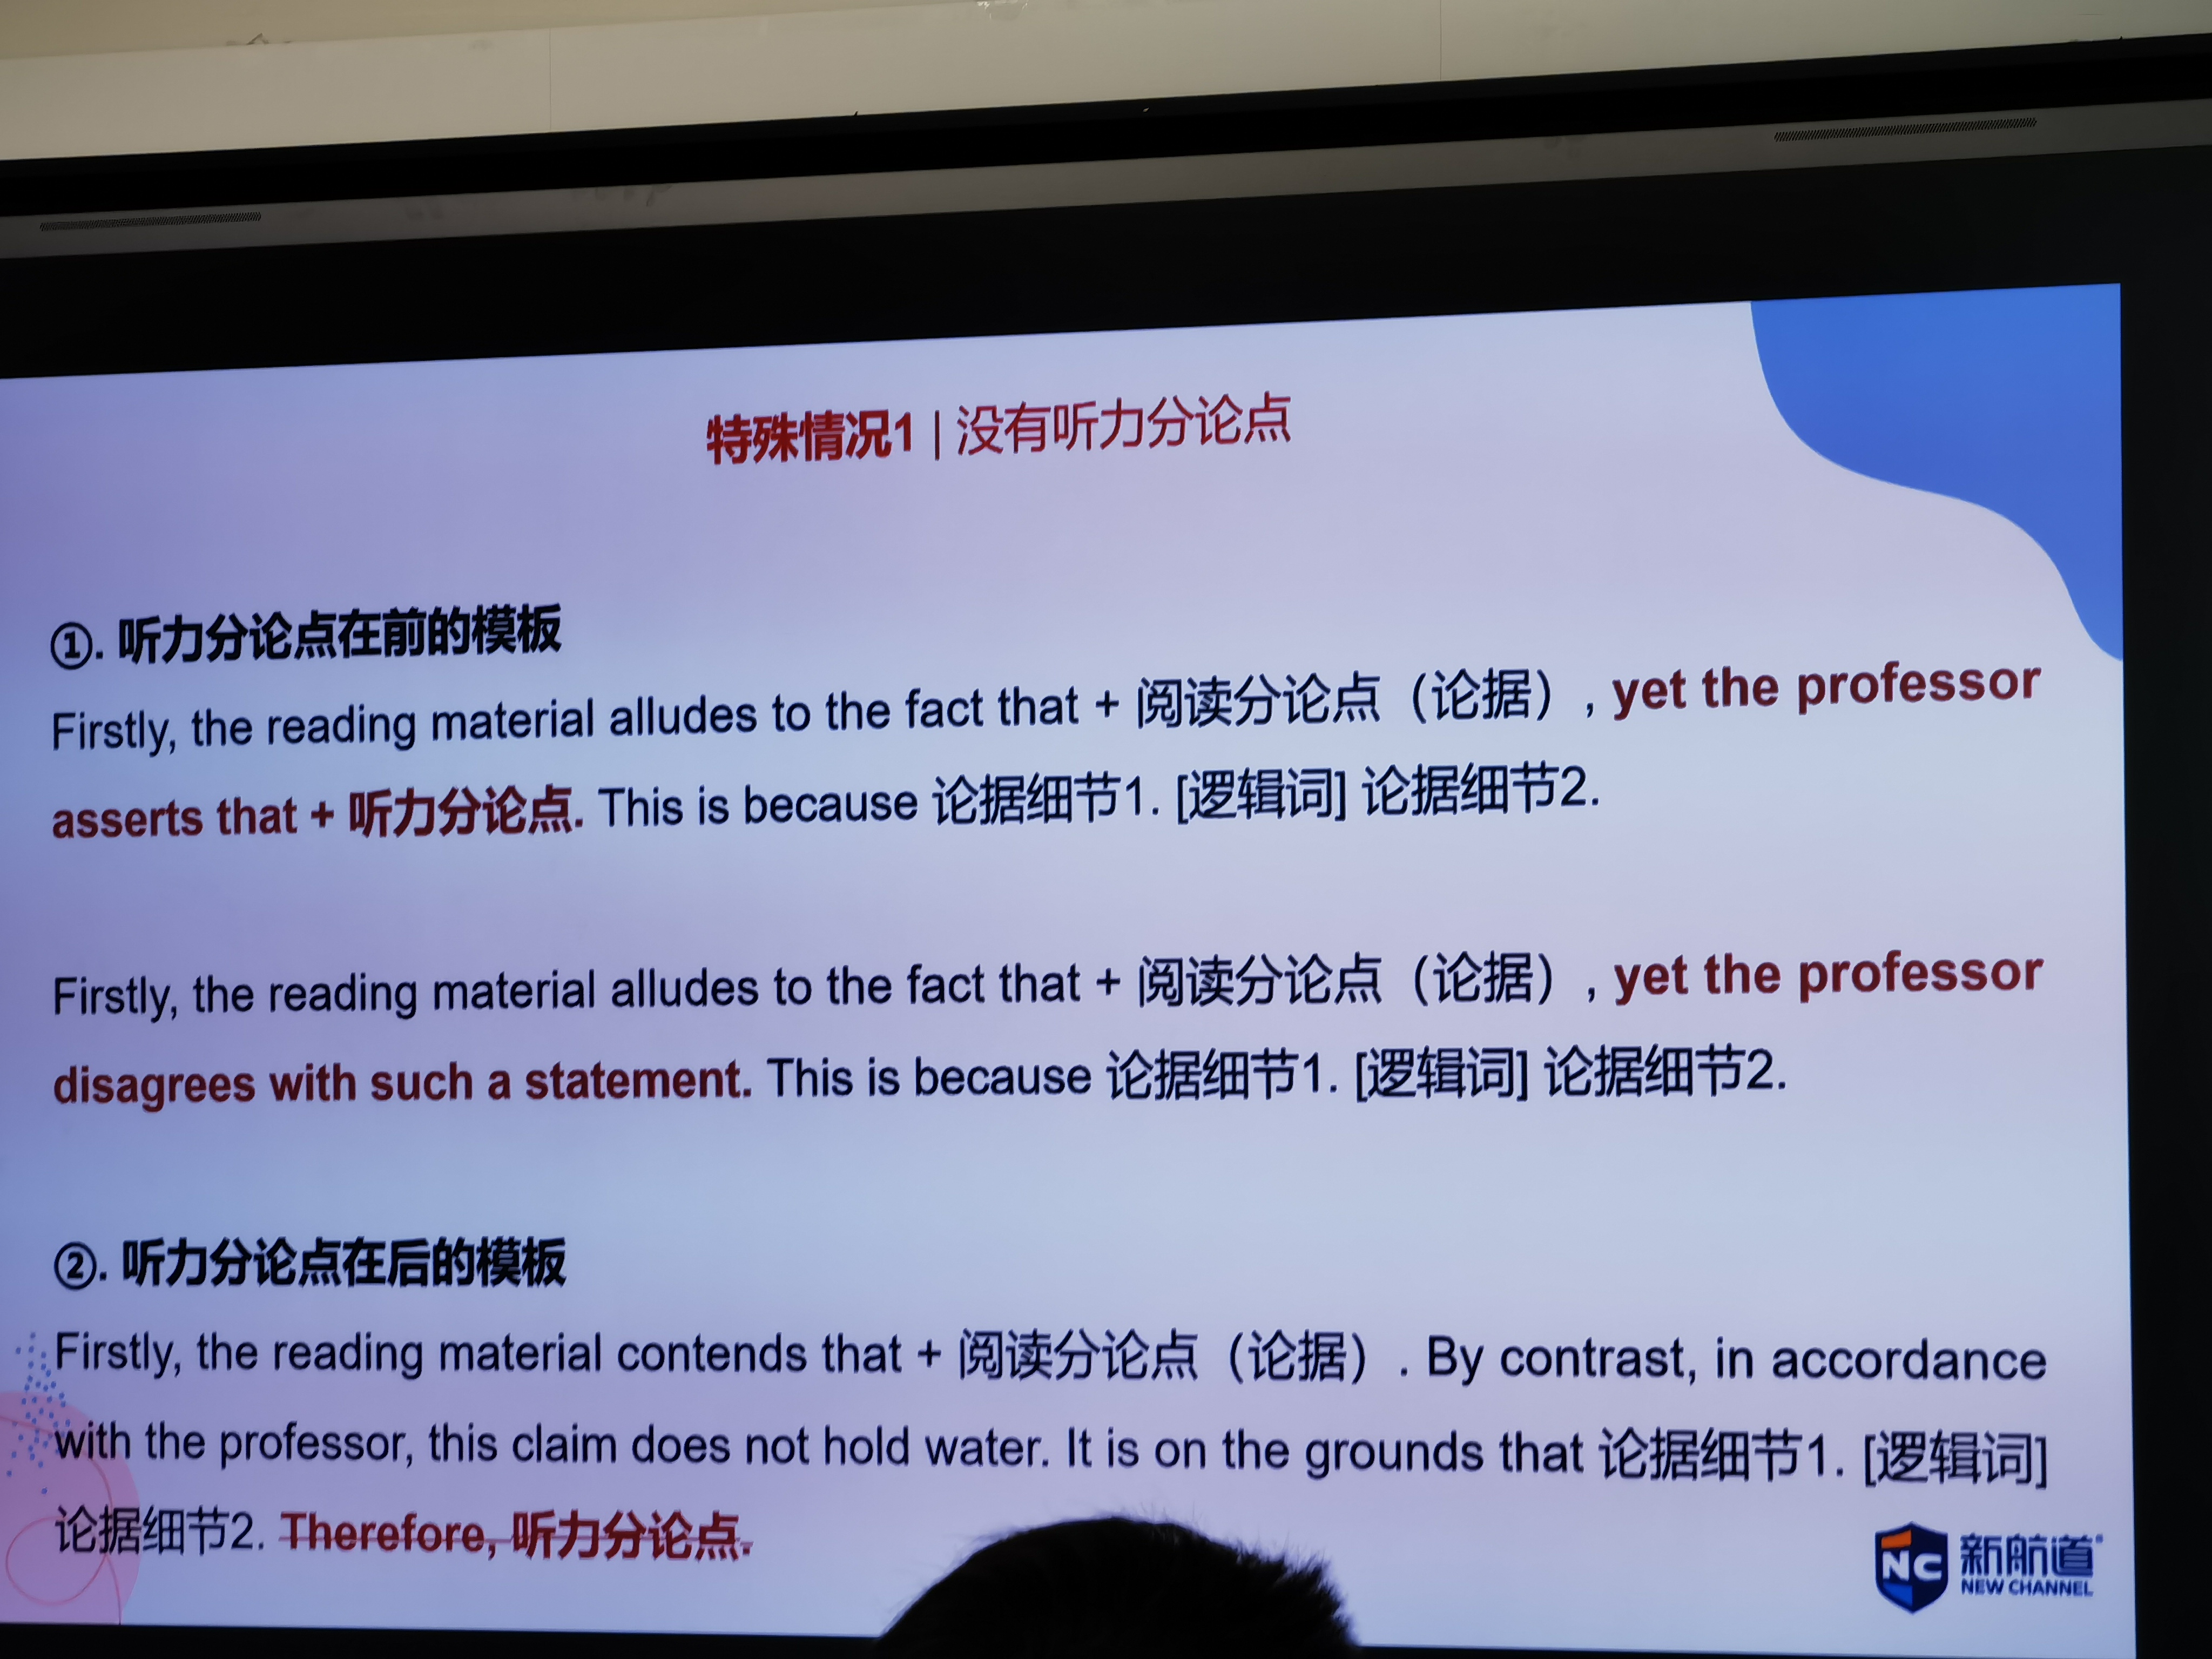 特殊情况1 | 没有听力分论点
①. 听力分论点在前的模板
Firstly, the reading material alludes to the fact that + 阅读分论点（论据）, yet the professor
asserts that + 听力分论点. This is because 论据细节1. [逻辑词] 论据细节2.
Firstly, the reading material alludes to the fact that + 阅读分论点（论据）, yet the professor
disagrees with such a statement. This is because 论据细节1. [逻辑词] 论据细节2.
②. 听力分论点在后的模板
Firstly, the reading material contends that + 阅读分论点（论据）. By contrast, in accordance
with the professor, this claim does not hold water. It is on the grounds that 论据细节1. [逻辑词]
论据细节2. Therefore, 听力分论点.
NC 新航道
NEW CHANNEL